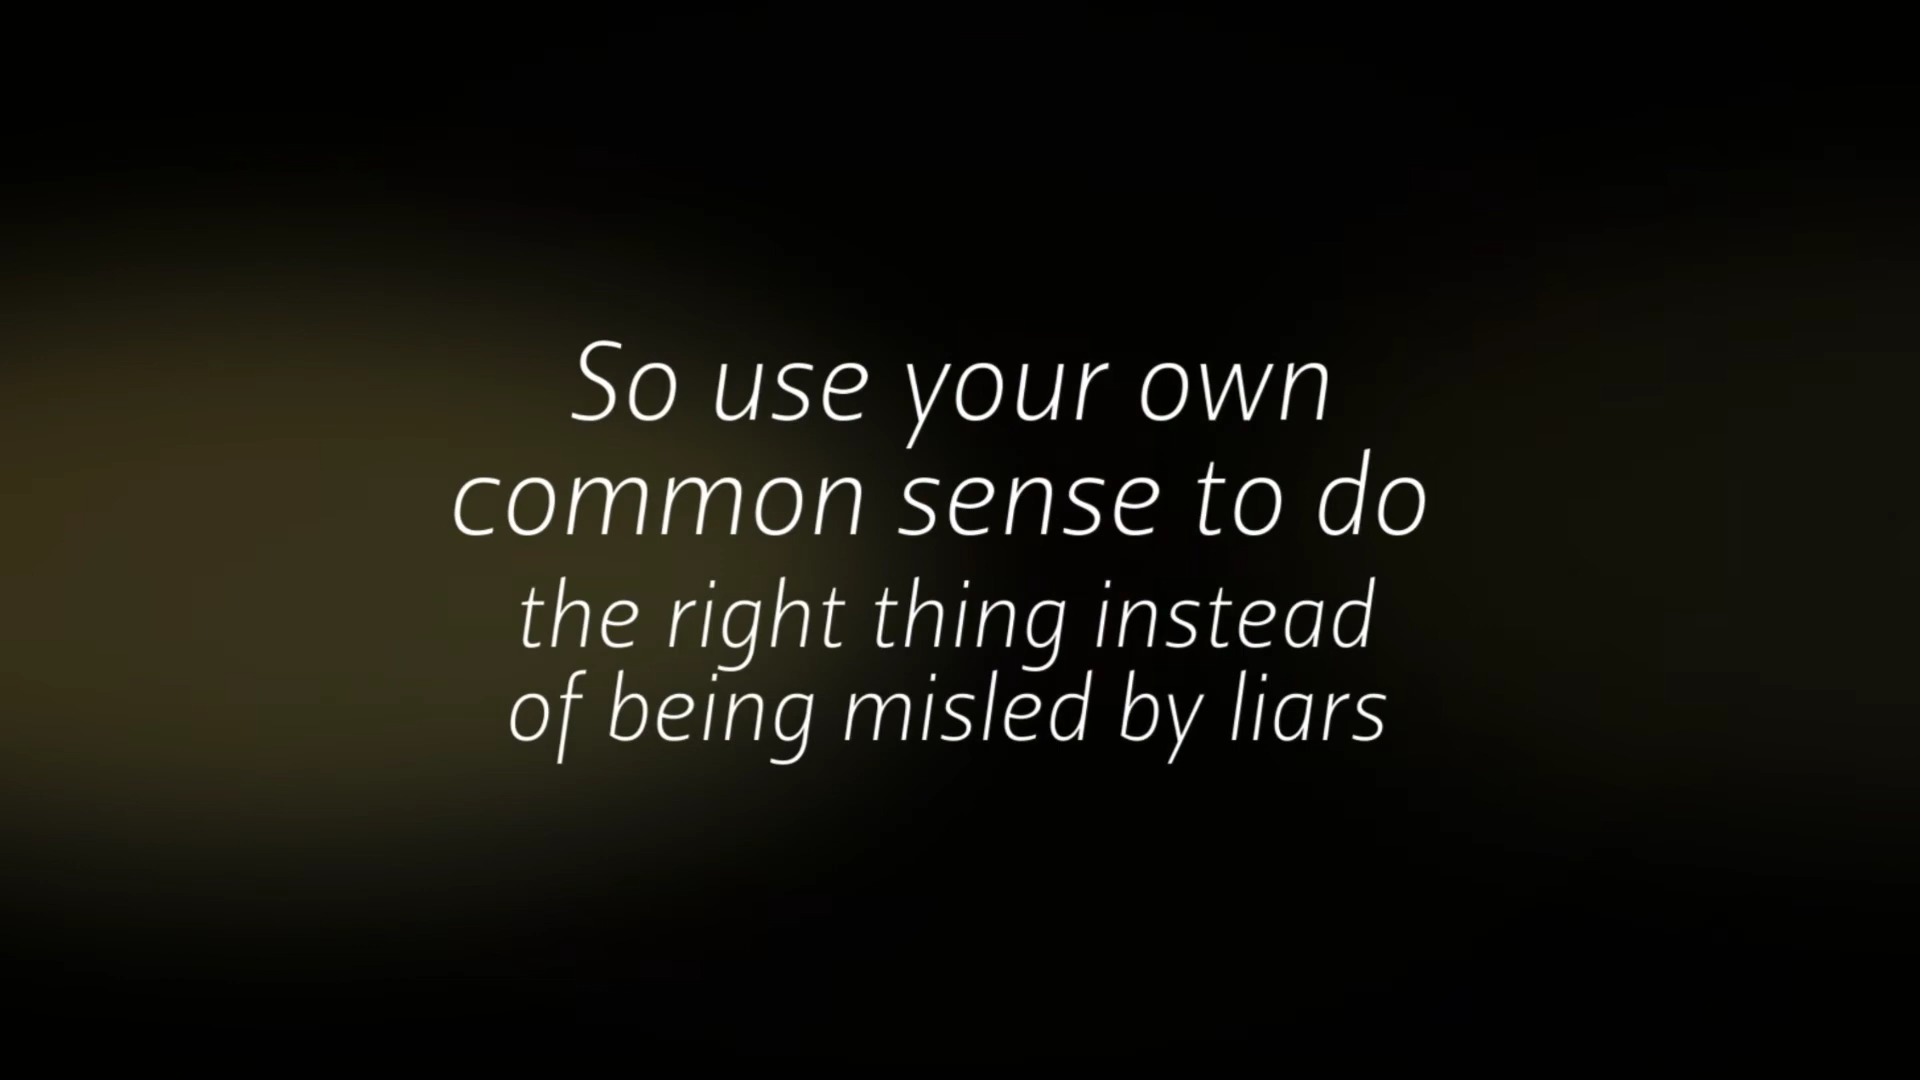 So use your own
common sense to do
the right thing instead
of being misled by liars